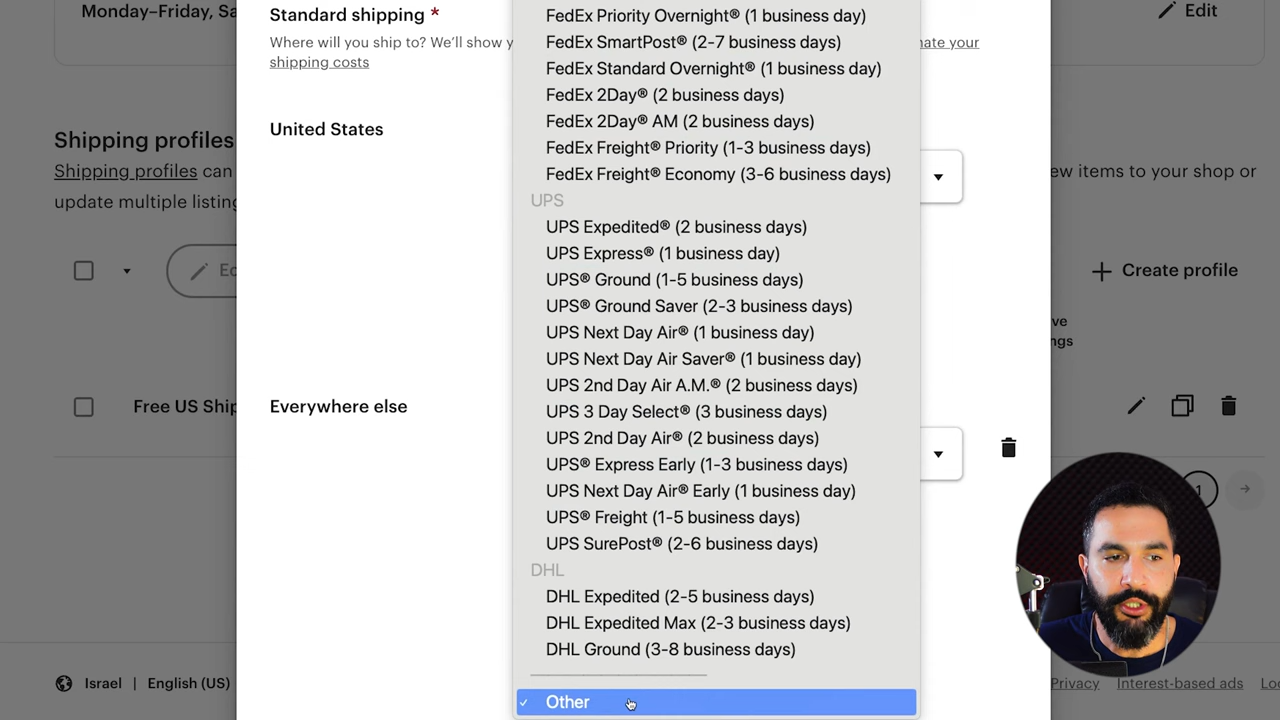 Monday–Friday, Sa
Edit
Standard shipping *
Where will you ship to? We'll show y
nate your
shipping costs
FedEx Priority Overnight® (1 business day)
FedEx SmartPost® (2-7 business days)
FedEx Standard Overnight® (1 business day)
FedEx 2Day® (2 business days)
FedEx 2Day® AM (2 business days)
FedEx Freight® Priority (1-3 business days)
FedEx Freight® Economy (3-6 business days)
UPS
UPS Expedited® (2 business days)
UPS Express® (1 business day)
UPS® Ground (1-5 business days)
UPS® Ground Saver (2-3 business days)
UPS Next Day Air® (1 business day)
UPS Next Day Air Saver® (1 business day)
UPS 2nd Day Air A.M.® (2 business days)
UPS 3 Day Select® (3 business days)
UPS 2nd Day Air® (2 business days)
UPS® Express Early (1-3 business days)
UPS Next Day Air® Early (1 business day)
UPS® Freight (1-5 business days)
UPS SurePost® (2-6 business days)
DHL
DHL Expedited (2-5 business days)
DHL Expedited Max (2-3 business days)
DHL Ground (3-8 business days)
Other
United States
Everywhere else
Shipping profiles
Shipping profiles can
ew items to your shop or
update multiple listing
Ec
Create profile
ve
ngs
Free US Ship
1
Israel | English (US)
Privacy
Interest-based ads
Loc